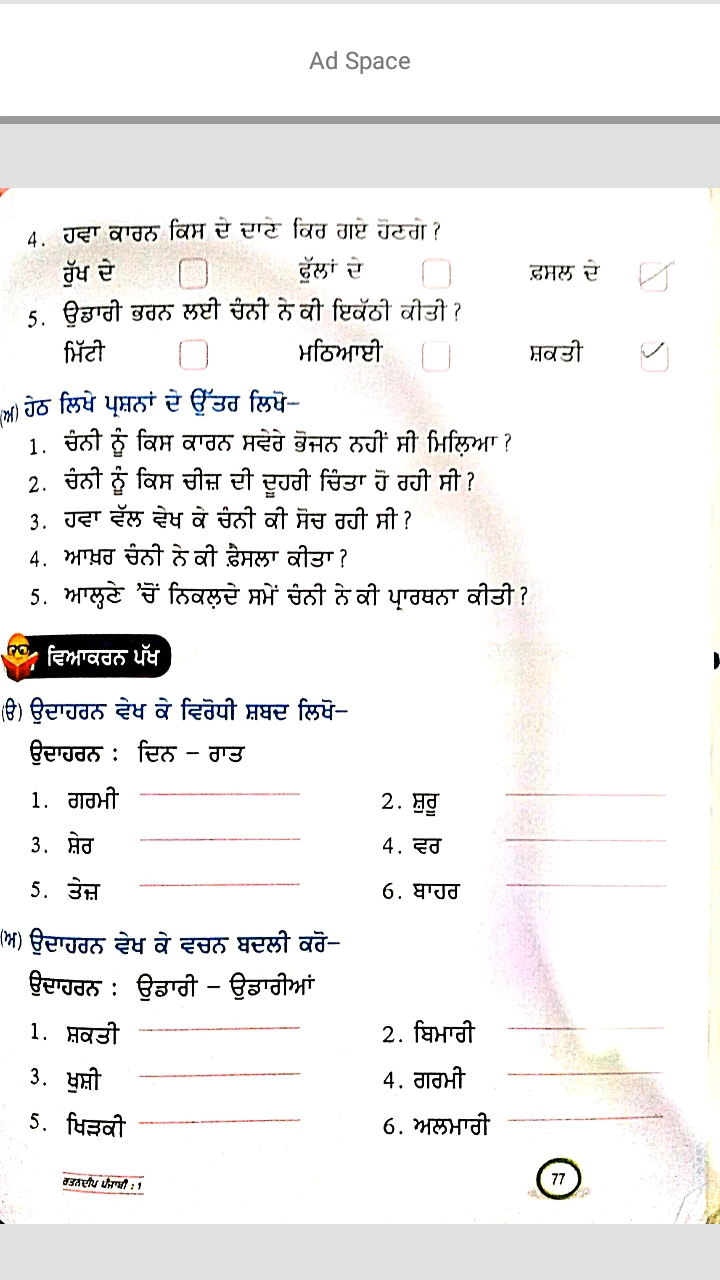 Ad Space
4. ਹਵਾ ਕਾਰਨ ਕਿਸ ਦੇ ਦਾਣੇ ਕਿਰ ਗਏ ਹੋਣਗੇ ?
ਰੁੱਖ ਦੇ ਫੁੱਲਾਂ ਦੇ ਫ਼ਸਲ ਦੇ
5. ਉਡਾਰੀ ਭਰਨ ਲਈ ਚੰਨੀ ਨੇ ਕੀ ਇਕੱਠੀ ਕੀਤੀ ?
ਮਿੱਟੀ ਮਠਿਆਈ ਸ਼ਕਤੀ
(ਅ) ਹੇਠ ਲਿਖੇ ਪ੍ਰਸ਼ਨਾਂ ਦੇ ਉੱਤਰ ਲਿਖੋ–
1. ਚੰਨੀ ਨੂੰ ਕਿਸ ਕਾਰਨ ਸਵੇਰੇ ਭੋਜਨ ਨਹੀਂ ਸੀ ਮਿਲਿਆ ?
2. ਚੰਨੀ ਨੂੰ ਕਿਸ ਚੀਜ਼ ਦੀ ਦੂਹਰੀ ਚਿੰਤਾ ਹੋ ਰਹੀ ਸੀ ?
3. ਹਵਾ ਵੱਲ ਵੇਖ ਕੇ ਚੰਨੀ ਕੀ ਸੋਚ ਰਹੀ ਸੀ ?
4. ਆਖ਼ਰ ਚੰਨੀ ਨੇ ਕੀ ਫ਼ੈਸਲਾ ਕੀਤਾ ?
5. ਆਲ੍ਹਣੇ 'ਚੋਂ ਨਿਕਲ਼ਦੇ ਸਮੇਂ ਚੰਨੀ ਨੇ ਕੀ ਪ੍ਰਾਰਥਨਾ ਕੀਤੀ ?
ਵਿਆਕਰਨ ਪੱਖ
(ੳ) ਉਦਾਹਰਨ ਵੇਖ ਕੇ ਵਿਰੋਧੀ ਸ਼ਬਦ ਲਿਖੋ–
ਉਦਾਹਰਨ : ਦਿਨ – ਰਾਤ
1. ਗਰਮੀ 2. ਸ਼ੁਰੂ
3. ਸ਼ੇਰ 4. ਵਰ
5. ਤੇਜ਼ 6. ਬਾਹਰ
(ਅ) ਉਦਾਹਰਨ ਵੇਖ ਕੇ ਵਚਨ ਬਦਲੀ ਕਰੋ–
ਉਦਾਹਰਨ : ਉਡਾਰੀ – ਉਡਾਰੀਆਂ
1. ਸ਼ਕਤੀ 2. ਬਿਮਾਰੀ
3. ਖੁਸ਼ੀ 4. ਗਰਮੀ
5. ਖਿੜਕੀ 6. ਅਲਮਾਰੀ
ਰਤਨਦੀਪ ਪੰਜਾਬੀ : 1 77